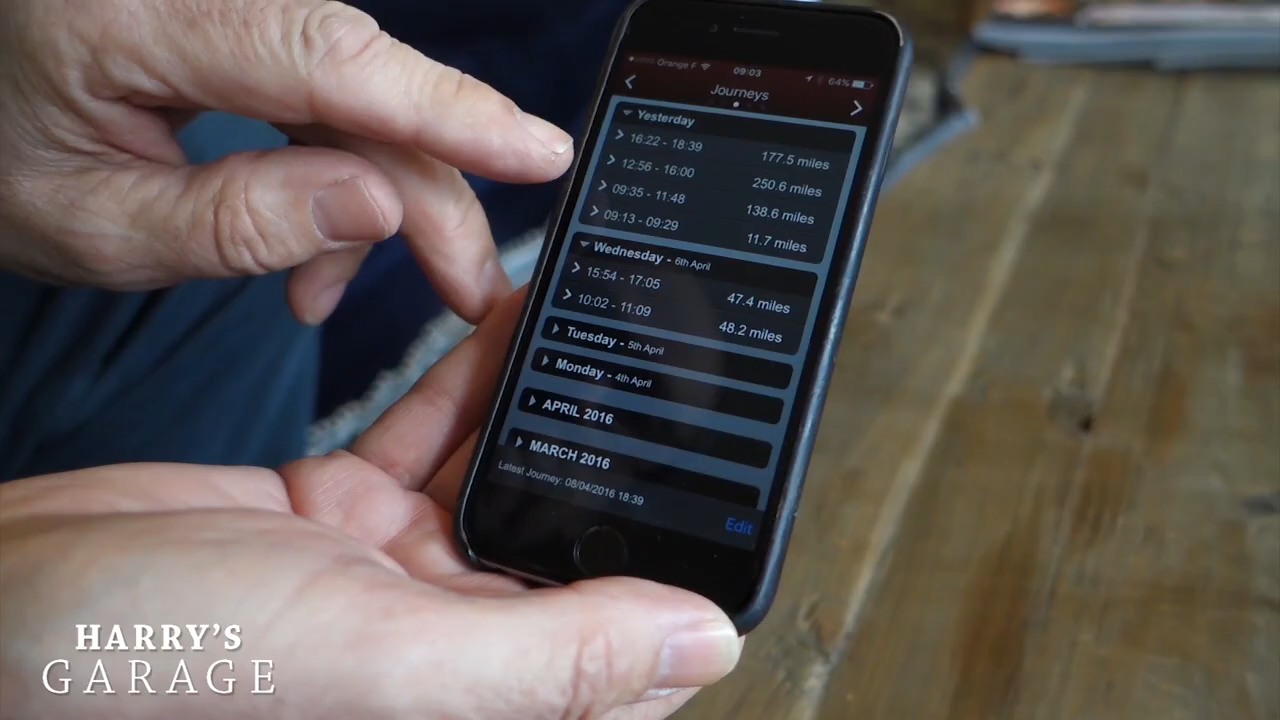 Orange F 09:03 64%
Journeys
Yesterday
16:22 - 18:39 177.5 miles
12:56 - 16:00 250.6 miles
09:35 - 11:48 138.6 miles
09:13 - 09:29 11.7 miles
Wednesday - 6th April
15:54 - 17:05 47.4 miles
10:02 - 11:09 48.2 miles
Tuesday - 5th April
Monday - 4th April
APRIL 2016
MARCH 2016
Latest Journey: 08/04/2016 18:39
Edit
HARRY'S
GARAGE